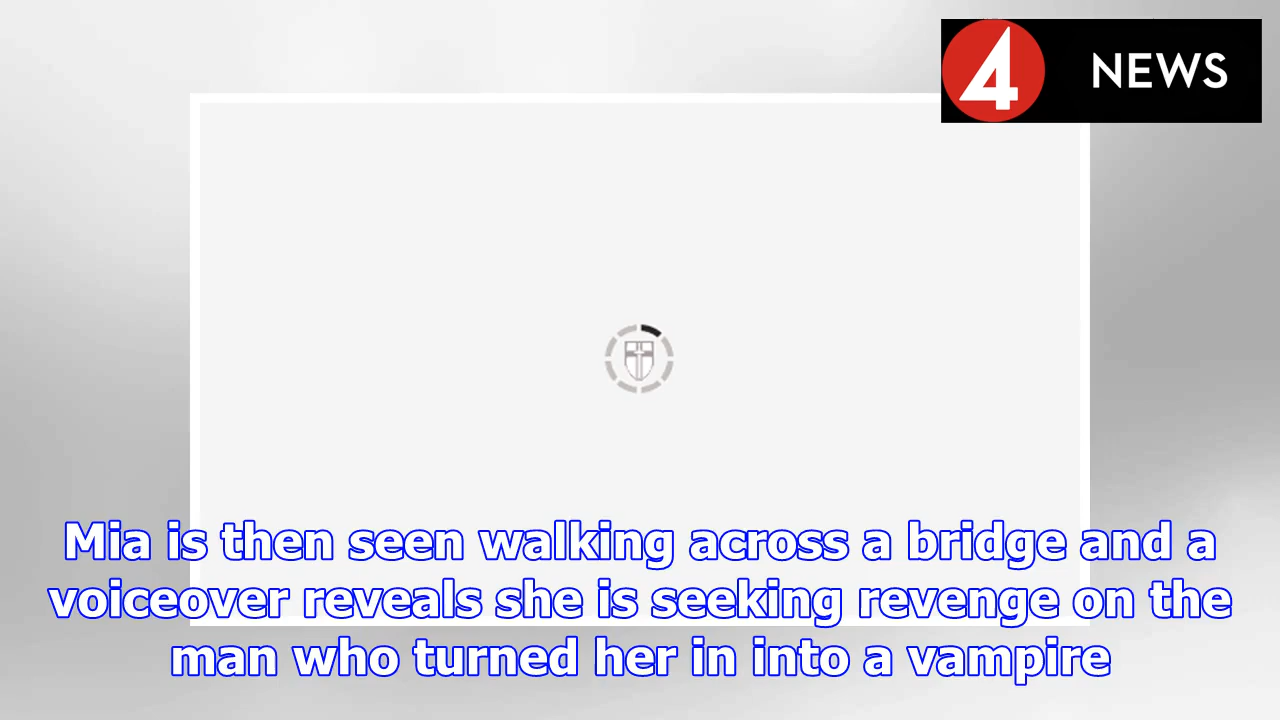 4 NEWS
Mia is then seen walking across a bridge and a
voiceover reveals she is seeking revenge on the
man who turned her in into a vampire